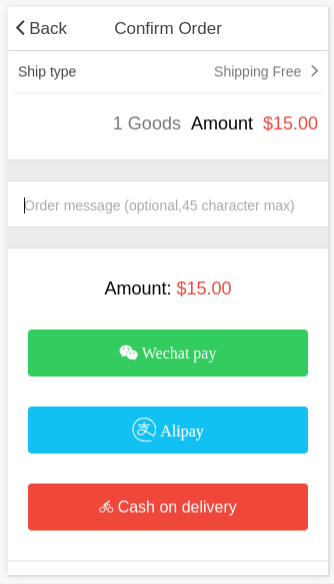 Back Confirm Order
Ship type Shipping Free
1 Goods Amount $15.00
Order message (optional,45 character max)
Amount: $15.00
Wechat pay
支 Alipay
Cash on delivery